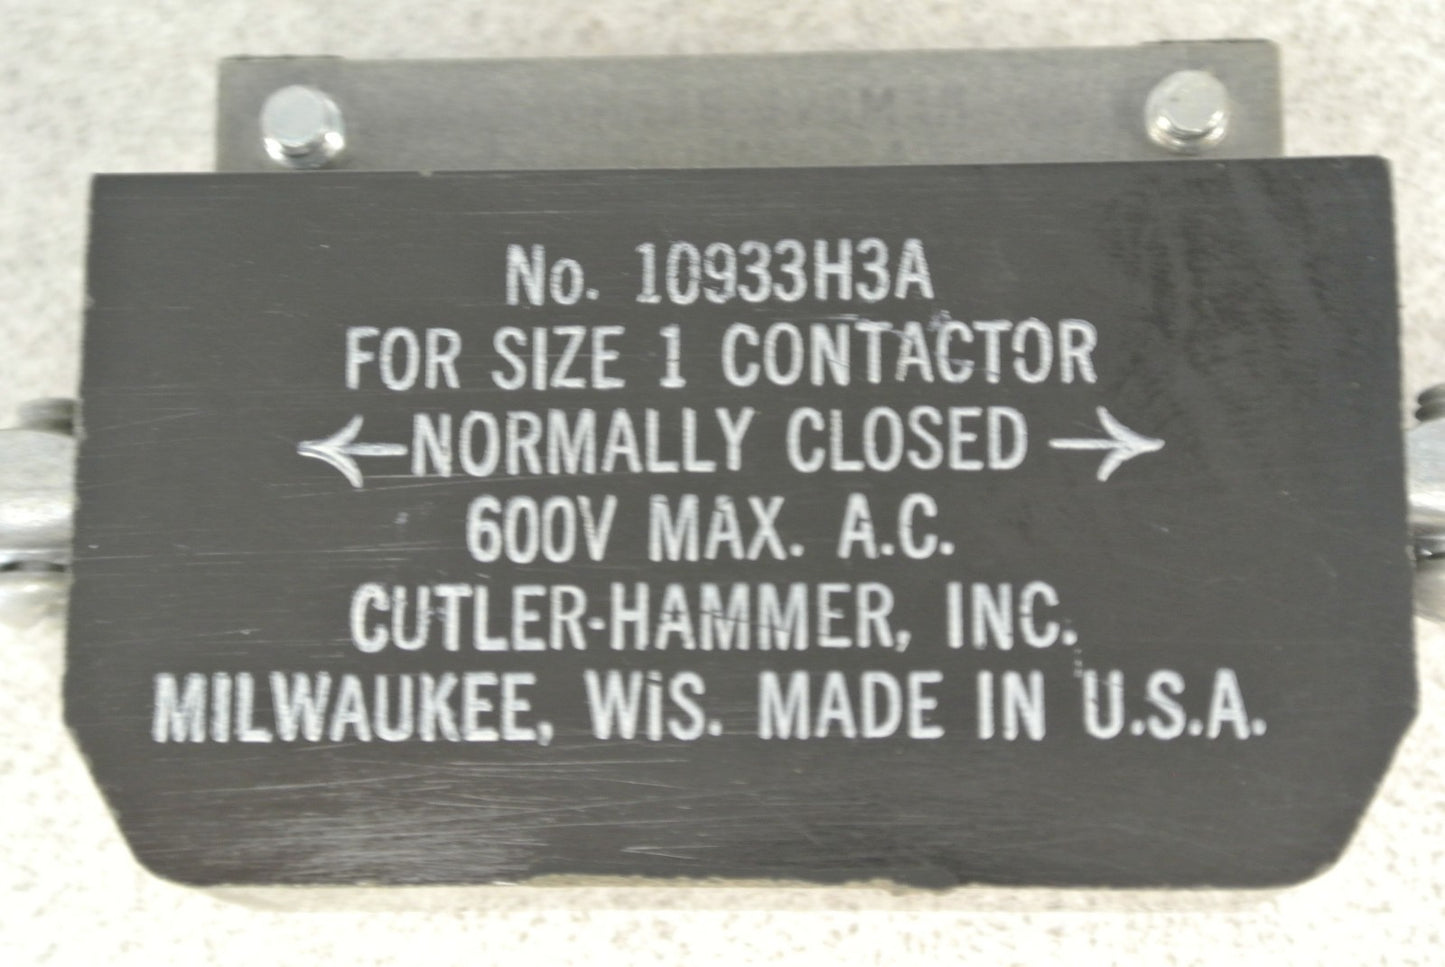 No. 10933H3A
FOR SIZE 1 CONTACTOR
←NORMALLY CLOSED→
600V MAX. A.C.
CUTLER-HAMMER, INC.
MILWAUKEE, WiS. MADE IN U.S.A.